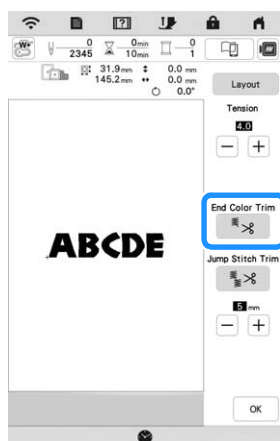 W+
0
2345
0min
10min
0
1
31.9mm
145.2mm
0.0 mm
0.0 mm
0.0°
Layout
Tension
4.0
ABCDE
End Color Trim
Jump Stitch Trim
5 mm
OK